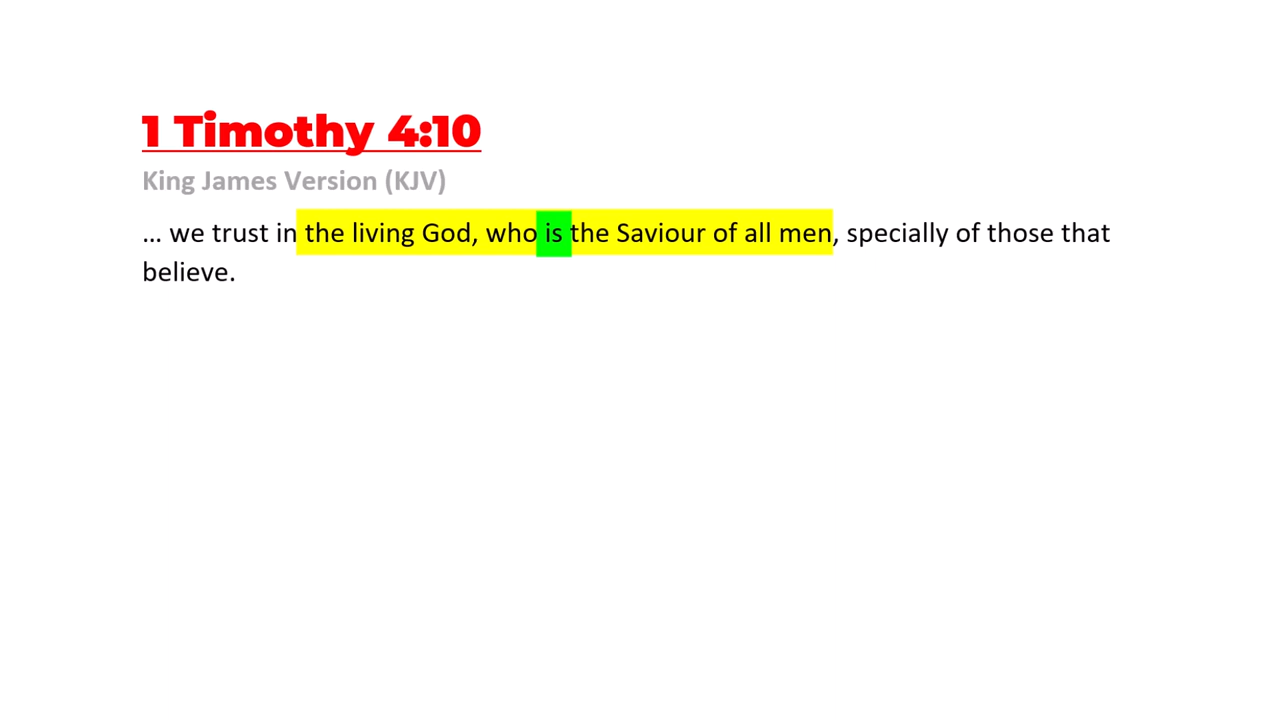 1 Timothy 4:10
King James Version (KJV)
… we trust in the living God, who is the Saviour of all men, specially of those that
believe.